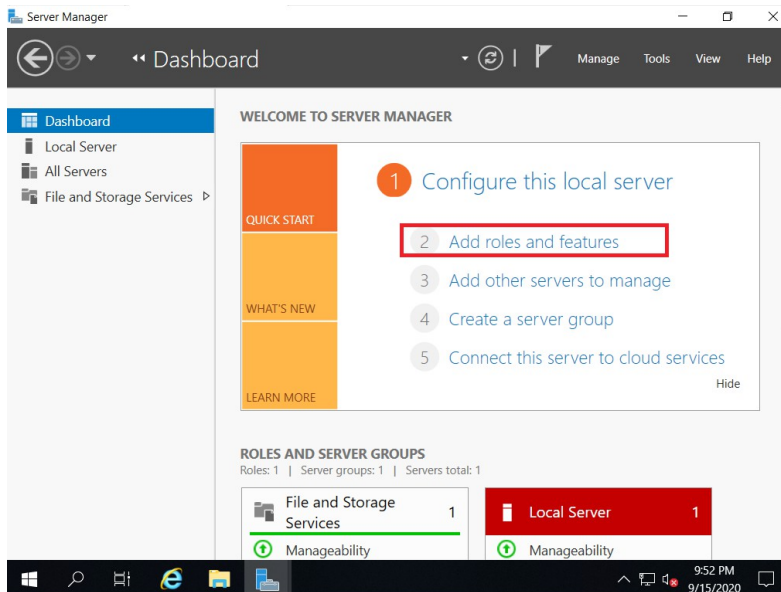 Server Manager
Dashboard
Manage Tools View Help
Dashboard
Local Server
All Servers
File and Storage Services
WELCOME TO SERVER MANAGER
QUICK START
WHAT'S NEW
LEARN MORE
1 Configure this local server
2 Add roles and features
3 Add other servers to manage
4 Create a server group
5 Connect this server to cloud services
Hide
ROLES AND SERVER GROUPS
Roles: 1 | Server groups: 1 | Servers total: 1
File and Storage
Services
1
Manageability
Local Server 1
Manageability
9:52 PM
9/15/2020